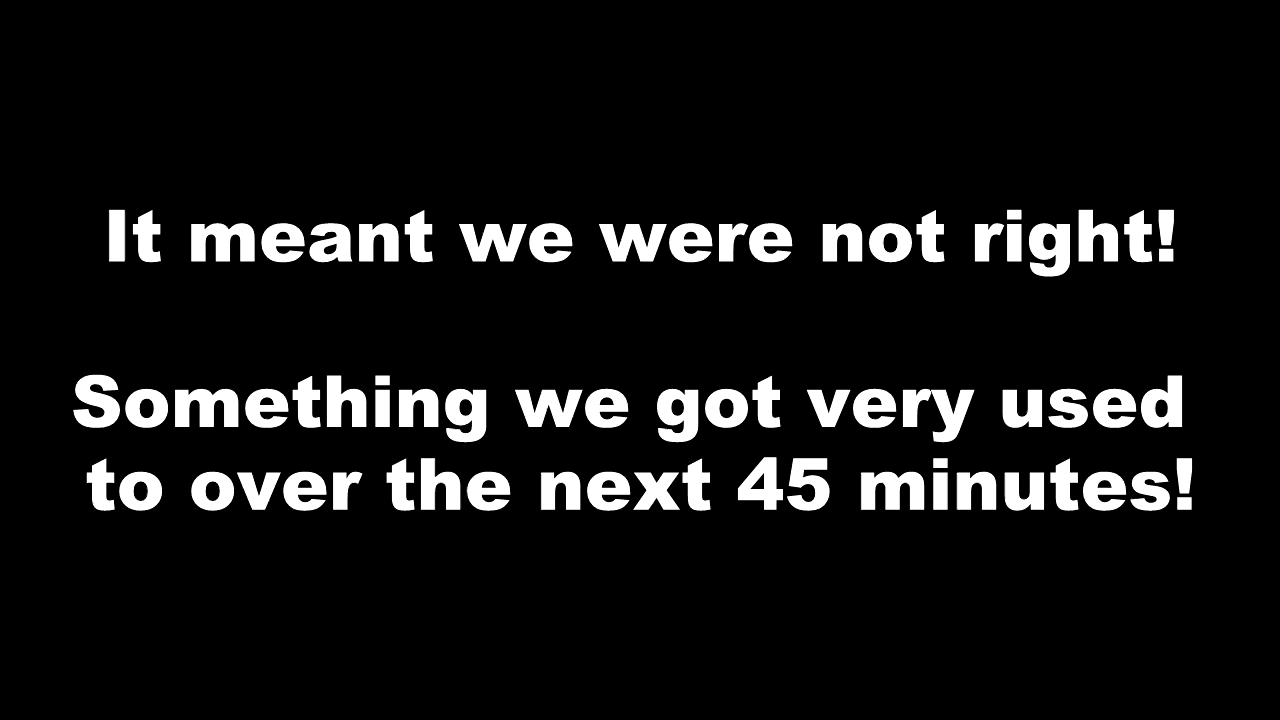 It meant we were not right!
Something we got very used
to over the next 45 minutes!